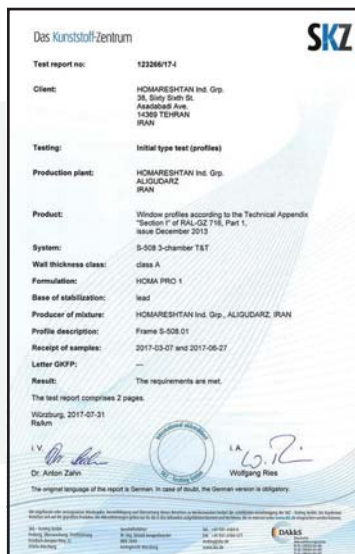 Das Kunststoff-Zentrum
SKZ
Test report no: 123266/17-I
Client: HOMARESHTAN Ind. Grp.
38, Sixty Sixth St.
Asadabadi Ave.
14369 TEHRAN
IRAN
Testing: Initial type test (profiles)
Production plant: HOMARESHTAN Ind. Grp.
ALIGUDARZ
IRAN
Product: Window profiles according to the Technical Appendix
"Section I" of RAL-GZ 716, Part 1,
issue December 2013
System: S-508 3-chamber T&T
Wall thickness class: class A
Formulation: HOMA PRO 1
Base of stabilization: lead
Producer of mixture: HOMARESHTAN Ind. Grp., ALIGUDARZ, IRAN
Profile description: Frame S-508.01
Receipt of samples: 2017-03-07 and 2017-06-27
Letter GKFP: ---
Result: The requirements are met.
The test report comprises 2 pages.
Würzburg, 2017-07-31
Rs/km
i. V.
i. A.
Dr. Anton Zahn
Wolfgang Ries
The original language of the report is German. In case of doubt, the German version is obligatory.
DAkkS